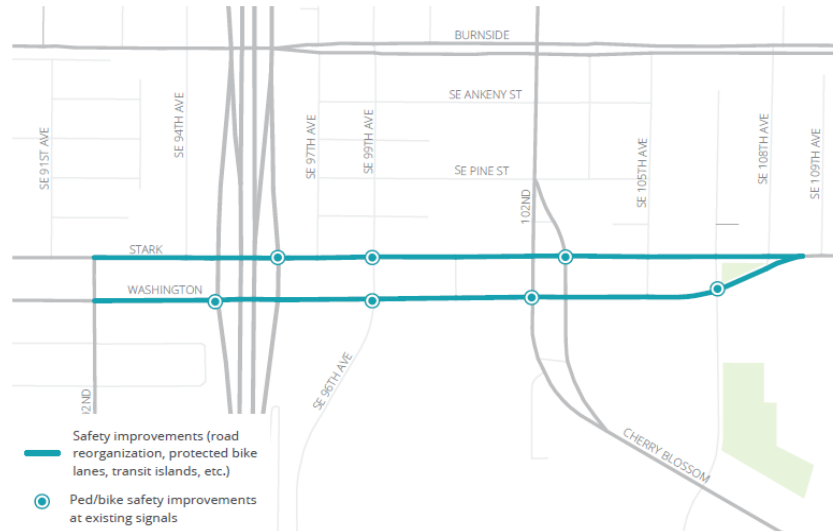 BURNSIDE
SE ANKENY ST
SE 91ST AVE
SE 94TH AVE
SE 97TH AVE
SE 99TH AVE
SE PINE ST
102ND
SE 105TH AVE
SE 108TH AVE
SE 109TH AVE
STARK
WASHINGTON
SE 96TH AVE
CHERRY BLOSSOM
Safety improvements (road
reorganization, protected bike
lanes, transit islands, etc.)
Ped/bike safety improvements
at existing signals